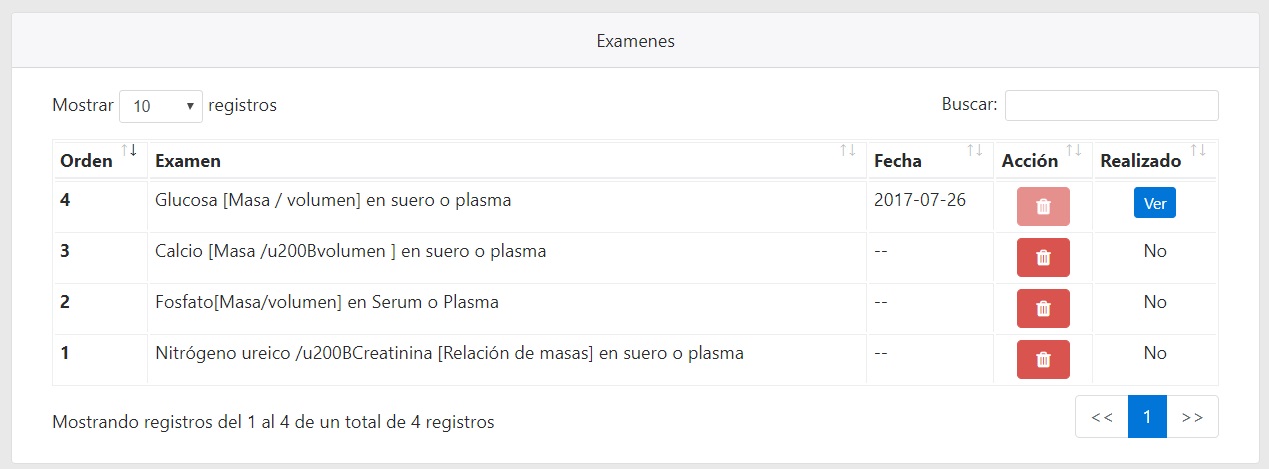 Examenes
Mostrar 10 registros Buscar:
Orden Examen Fecha Acción Realizado
4 Glucosa [Masa / volumen] en suero o plasma 2017-07-26 Ver
3 Calcio [Masa /u200Bvolumen ] en suero o plasma -- No
2 Fosfato[Masa/volumen] en Serum o Plasma -- No
1 Nitrógeno ureico /u200BCreatinina [Relación de masas] en suero o plasma -- No
Mostrando registros del 1 al 4 de un total de 4 registros << 1 >>